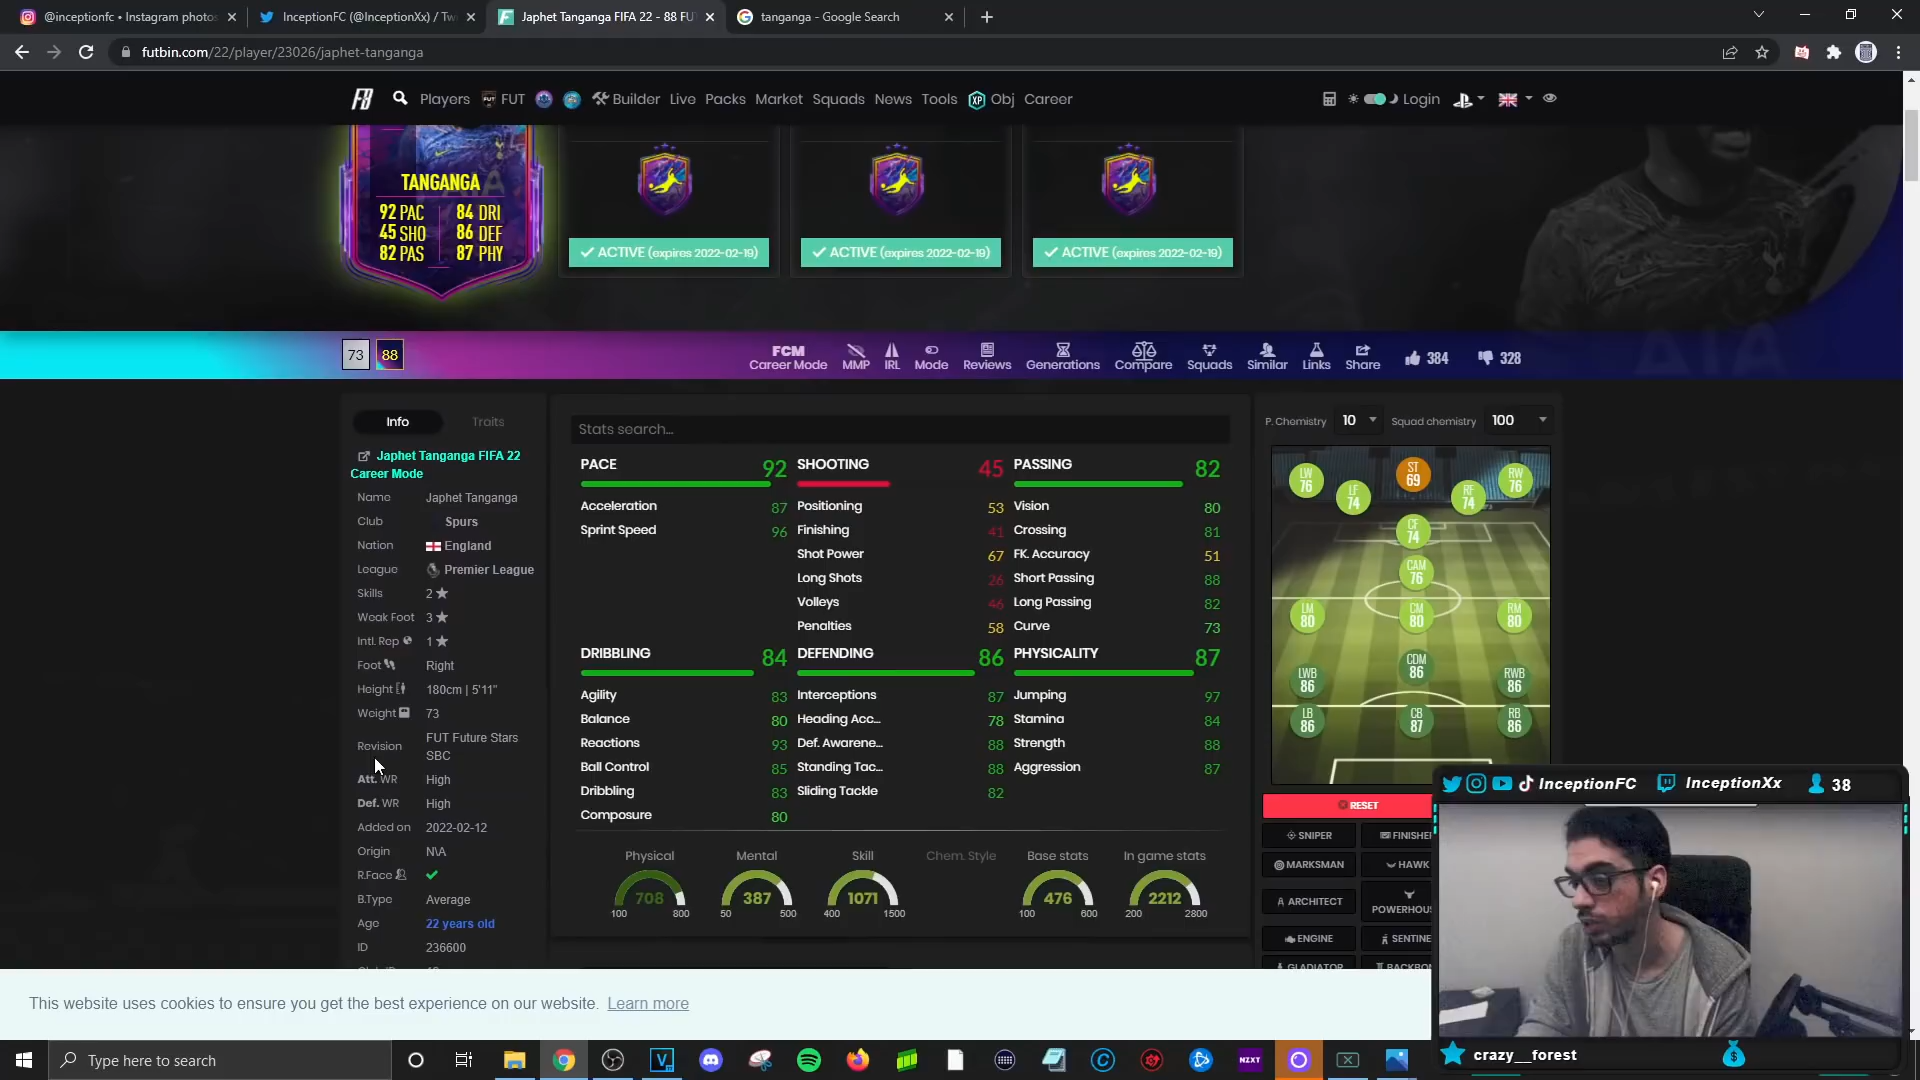 @inceptionfc • Instagram photos
InceptionFC (@InceptionXx) / Tw
Japhet Tanganga FIFA 22 - 88 FU
tanganga - Google Search
futbin.com/22/player/23026/japhet-tanganga
Players FUT Builder Live Packs Market Squads News Tools XP Obj Career Login
TANGANGA
92 PAC 84 DRI
45 SHO 86 DEF
82 PAS 87 PHY
ACTIVE (expires 2022-02-19)
ACTIVE (expires 2022-02-19)
ACTIVE (expires 2022-02-19)
73 88
FCM
Career Mode MMP IRL Mode Reviews Generations Compare Squads Similar Links Share 384 328
Info Traits
Japhet Tanganga FIFA 22
Career Mode
Name Japhet Tanganga
Club Spurs
Nation England
League Premier League
Skills 2
Weak Foot 3
Intl. Rep 1
Foot Right
Height 180cm | 5'11"
Weight 73
Revision FUT Future Stars
SBC
Att. WR High
Def. WR High
Added on 2022-02-12
Origin N\A
R.Face
B.Type Average
Age 22 years old
ID 236600
Stats search...
PACE 92
Acceleration 87
Sprint Speed 96
SHOOTING 45
Positioning 53
Finishing 41
Shot Power 67
Long Shots 26
Volleys 46
Penalties 58
PASSING 82
Vision 80
Crossing 81
FK. Accuracy 51
Short Passing 88
Long Passing 82
Curve 73
DRIBBLING 84
Agility 83
Balance 80
Reactions 93
Ball Control 85
Dribbling 83
Composure 80
DEFENDING 86
Interceptions 87
Heading Acc... 78
Def. Awarene... 88
Standing Tac... 88
Sliding Tackle 82
PHYSICALITY 87
Jumping 97
Stamina 84
Strength 88
Aggression 87
Physical Mental Skill Chem. Style Base stats In game stats
708 387 1071 476 2212
100 800 50 500 400 1500 100 600 200 2800
P. Chemistry 10 Squad chemistry 100
LW 76
ST 69
RW 76
LF 74
RF 74
CF 74
CAM 76
LM 80
CM 80
RM 80
CDM 86
LWB 86
RWB 86
LB 86
CB 87
RB 86
RESET
SNIPER FINISHE
MARKSMAN HAWK
ARCHITECT POWERHOUS
ENGINE SENTINE
GLADIATOR BACKBO
This website uses cookies to ensure you get the best experience on our website. Learn more
InceptionFC InceptionXx 38
crazy__forest
Type here to search
NZXT